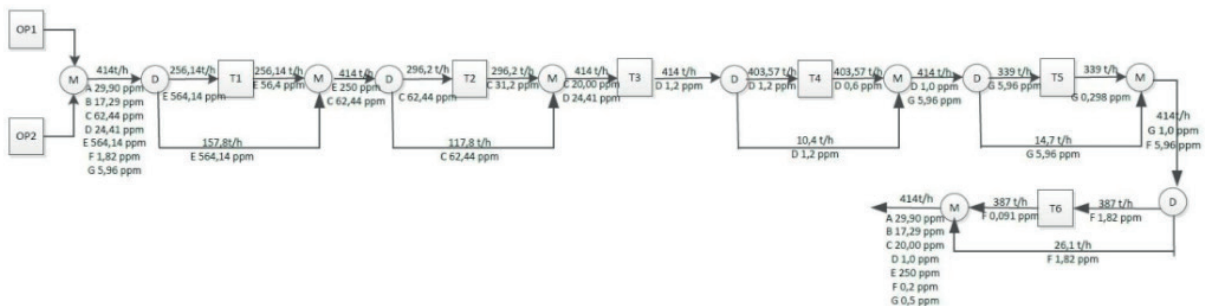 OP1
OP2
M
414t/h
A 29,90 ppm
B 17,29 ppm
C 62,44 ppm
D 24,41 ppm
E 564,14 ppm
F 1,82 ppm
G 5,96 ppm
D
256,14t/h
E 564,14 ppm
T1
256,14 t/h
E 56,4 ppm
157,8t/h
E 564,14 ppm
M
414 t/h
E 250 ppm
C 62,44 ppm
D
296,2 t/h
C 62,44 ppm
T2
296,2 t/h
C 31,2 ppm
117,8 t/h
C 62,44 ppm
M
414 t/h
C 20,00 ppm
D 24,41 ppm
T3
414 t/h
D 1,2 ppm
D
403,57 t/h
D 1,2 ppm
T4
403,57 t/h
D 0,6 ppm
10,4 t/h
D 1,2 ppm
M
414 t/h
D 1,0 ppm
G 5,96 ppm
D
339 t/h
G 5,96 ppm
T5
339 t/h
G 0,298 ppm
14,7 t/h
G 5,96 ppm
M
414t/h
G 1,0 ppm
F 5,96 ppm
D
387 t/h
F 1,82 ppm
T6
387 t/h
F 0,091 ppm
26,1 t/h
F 1,82 ppm
M
414t/h
A 29,90 ppm
B 17,29 ppm
C 20,00 ppm
D 1,0 ppm
E 250 ppm
F 0,2 ppm
G 0,5 ppm